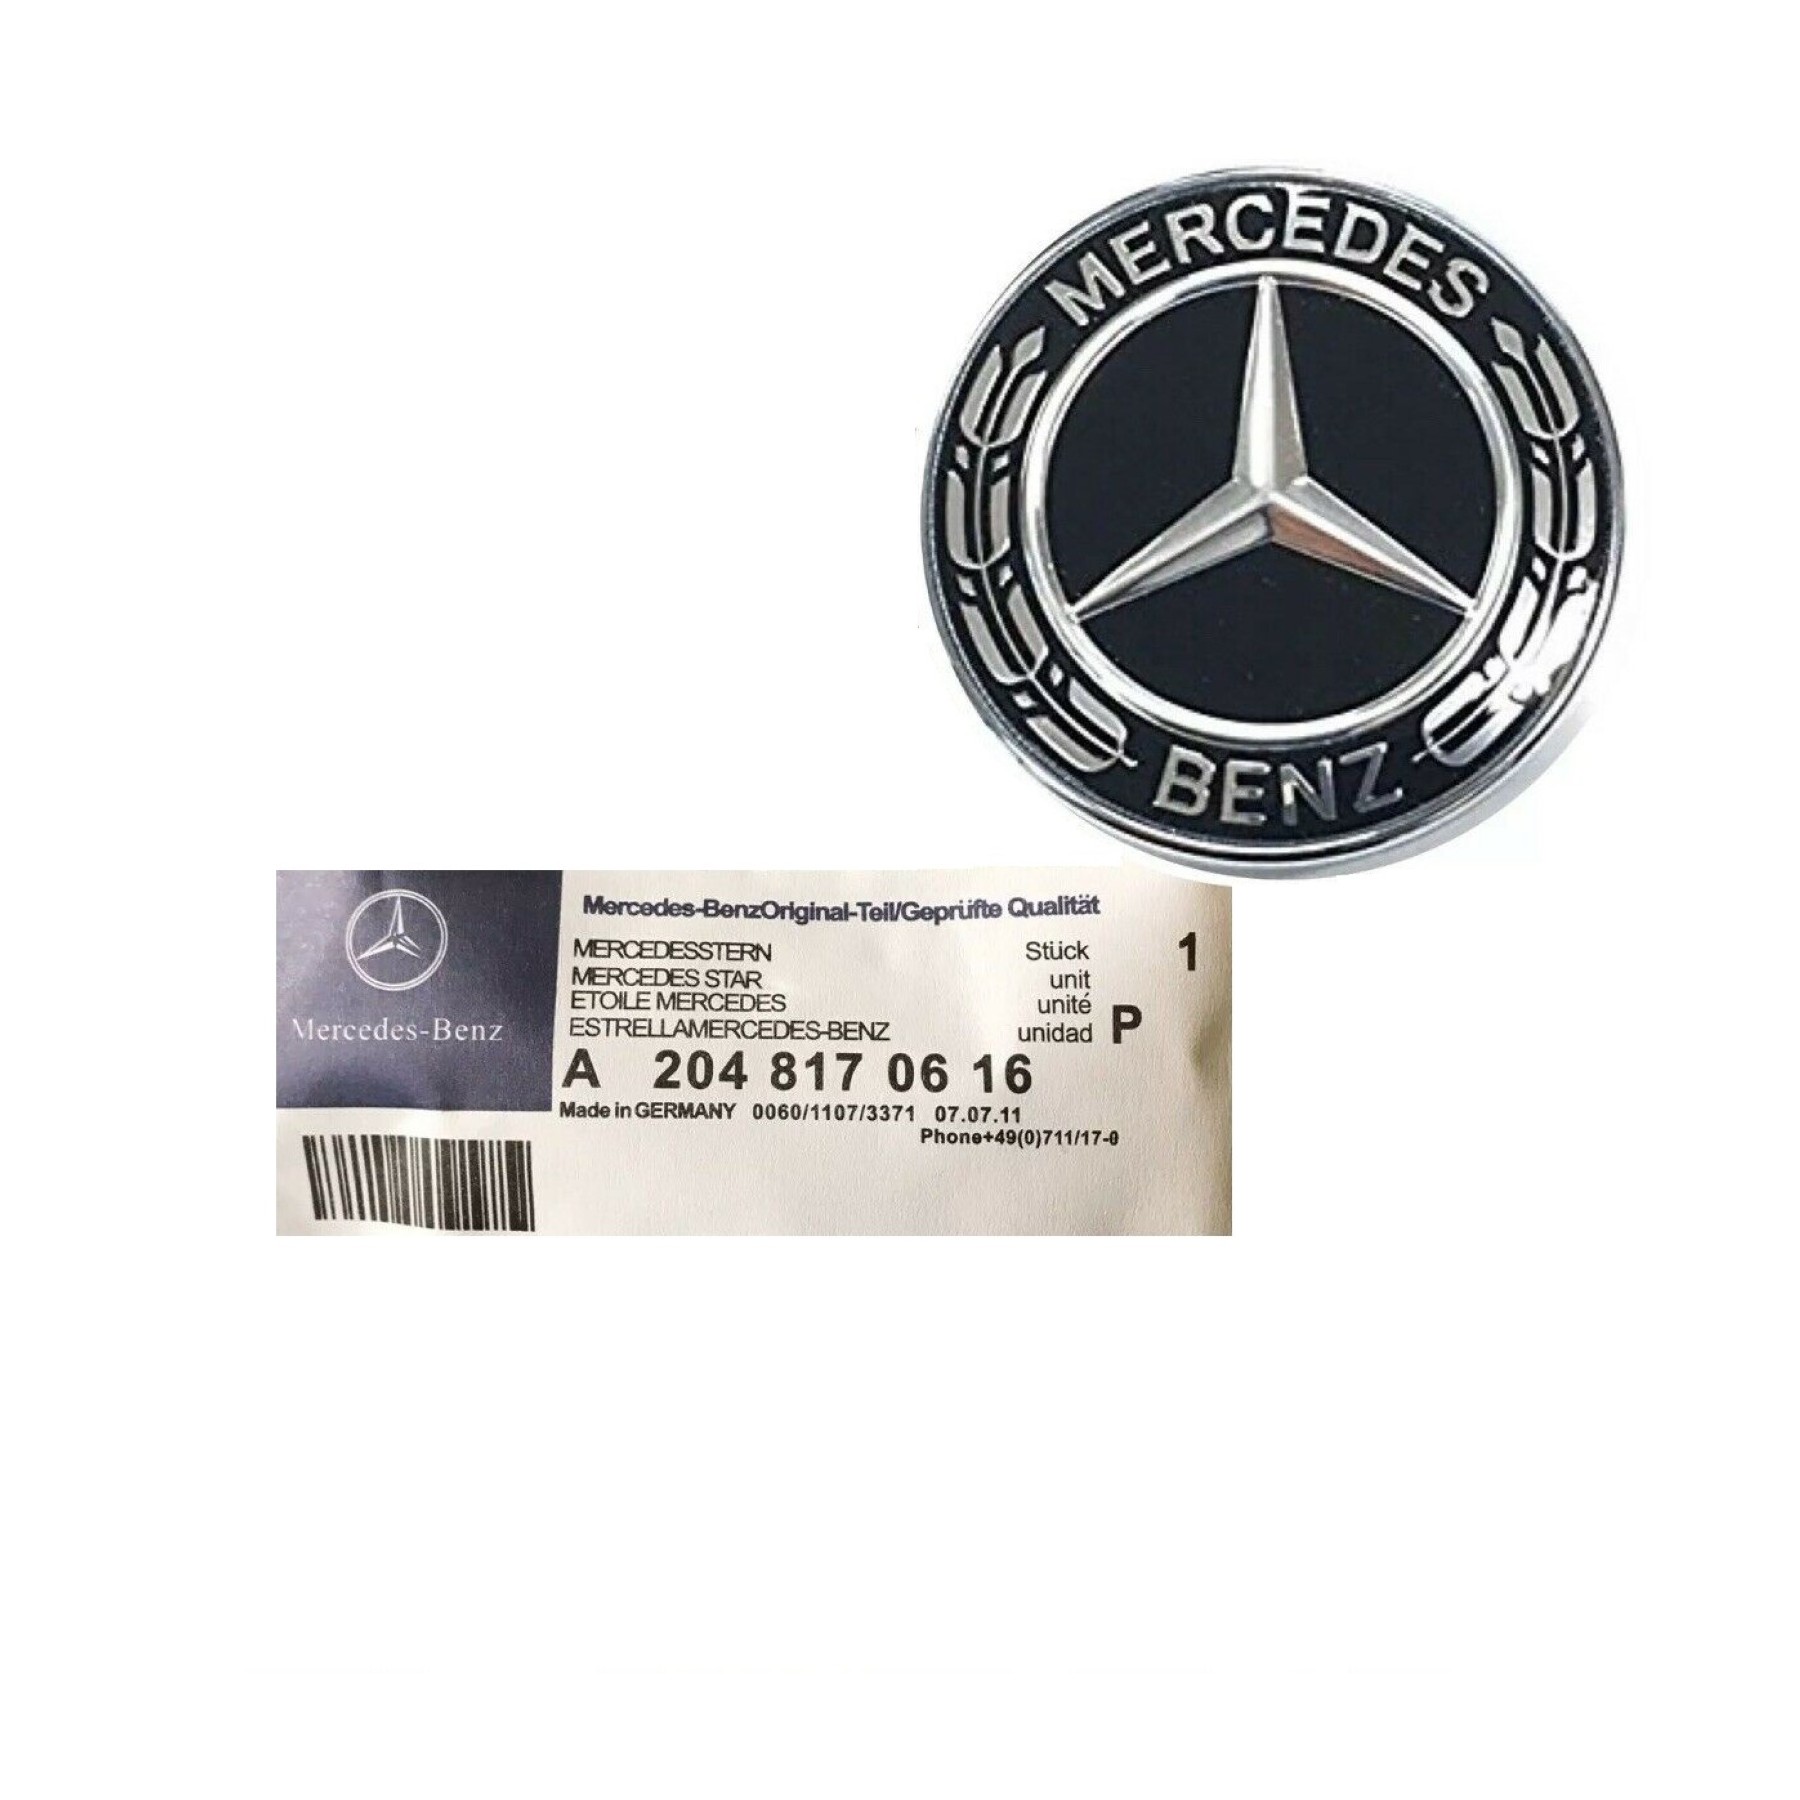 MERCEDES
BENZ
Mercedes-Benz
Mercedes-BenzOriginal-Teil/Geprüfte Qualität
MERCEDESSTERN Stück 1
MERCEDES STAR unit
ETOILE MERCEDES unité
ESTRELLAMERCEDES-BENZ unidad P
A 204 817 06 16
Made in GERMANY 0060/1107/3371 07.07.11
Phone+49(0)711/17-0